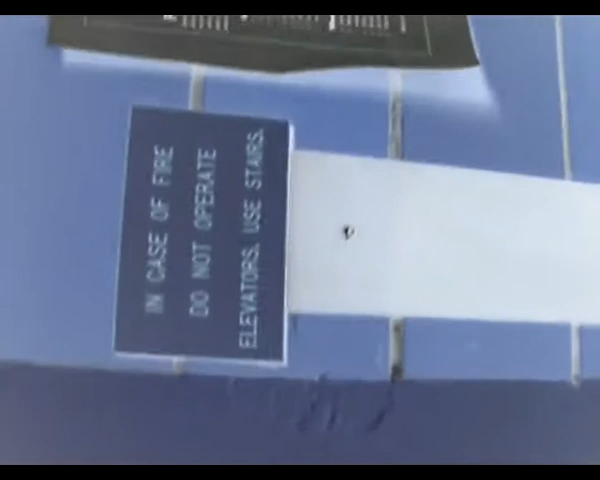 IN CASE OF FIRE
DO NOT OPERATE
ELEVATORS. USE STAIRS.